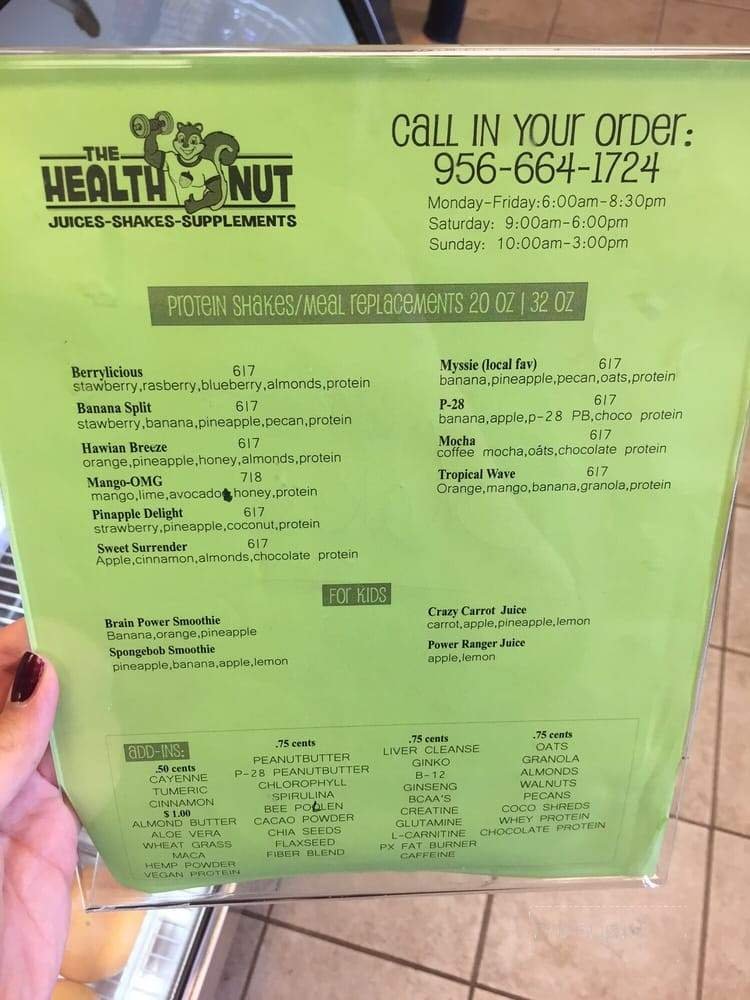 THE
HEALTH NUT
JUICES-SHAKES-SUPPLEMENTS
CALL IN YOUR ORDER:
956-664-1724
Monday-Friday:6:00am-8:30pm
Saturday: 9:00am-6:00pm
Sunday: 10:00am-3:00pm
PROTEIN SHAKES/MEAL REPLACEMENTS 20 OZ | 32 OZ
Berrylicious 6|7
stawberry,rasberry,blueberry,almonds,protein
Banana Split 6|7
stawberry,banana,pineapple,pecan,protein
Hawian Breeze 6|7
orange,pineapple,honey,almonds,protein
Mango-OMG 7|8
mango,lime,avocado,honey,protein
Pinapple Delight 6|7
strawberry,pineapple,coconut,protein
Sweet Surrender 6|7
Apple,cinnamon,almonds,chocolate protein
Myssie (local fav) 6|7
banana,pineapple,pecan,oats,protein
P-28 6|7
banana,apple,p-28 PB,choco protein
Mocha 6|7
coffee mocha,oats,chocolate protein
Tropical Wave 6|7
Orange,mango,banana,granola,protein
FOR KIDS
Brain Power Smoothie
Banana,orange,pineapple
Spongebob Smoothie
pineapple,banana,apple,lemon
Crazy Carrot Juice
carrot,apple,pineapple,lemon
Power Ranger Juice
apple,lemon
ADD-INS:
.50 cents
CAYENNE
TUMERIC
CINNAMON
$ 1.00
ALMOND BUTTER
ALOE VERA
WHEAT GRASS
MACA
HEMP POWDER
VEGAN PROTEIN
.75 cents
PEANUTBUTTER
P-28 PEANUTBUTTER
CHLOROPHYLL
SPIRULINA
BEE POLLEN
CACAO POWDER
CHIA SEEDS
FLAXSEED
FIBER BLEND
.75 cents
LIVER CLEANSE
GINKO
B-12
GINSENG
BCAA'S
CREATINE
GLUTAMINE
L-CARNITINE
PX FAT BURNER
CAFFEINE
.75 cents
OATS
GRANOLA
ALMONDS
WALNUTS
PECANS
COCO SHREDS
WHEY PROTEIN
CHOCOLATE PROTEIN